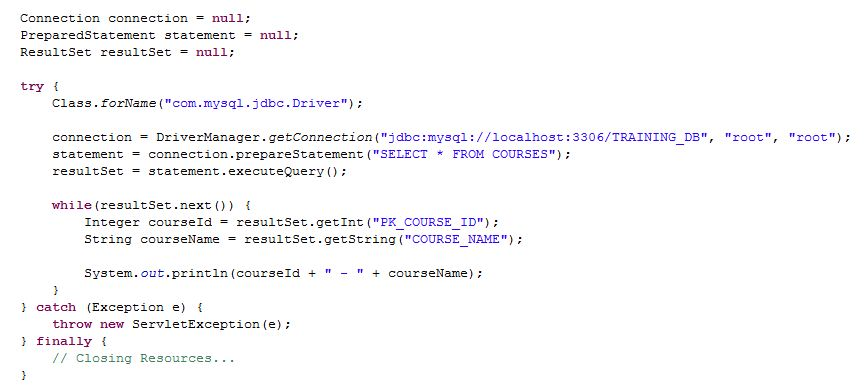 Connection connection = null;
PreparedStatement statement = null;
ResultSet resultSet = null;

try {
    Class.forName("com.mysql.jdbc.Driver");

    connection = DriverManager.getConnection("jdbc:mysql://localhost:3306/TRAINING_DB", "root", "root");
    statement = connection.prepareStatement("SELECT * FROM COURSES");
    resultSet = statement.executeQuery();

    while(resultSet.next()) {
        Integer courseId = resultSet.getInt("PK_COURSE_ID");
        String courseName = resultSet.getString("COURSE_NAME");

        System.out.println(courseId + " - " + courseName);
    }
} catch (Exception e) {
    throw new ServletException(e);
} finally {
    // Closing Resources...
}